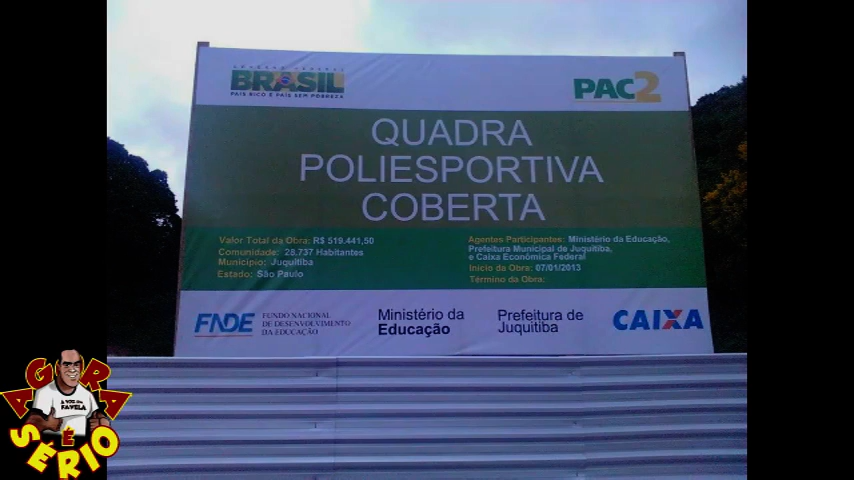 GOVERNO FEDERAL
BRASIL
PAÍS RICO É PAÍS SEM POBREZA
PAC2
QUADRA
POLIESPORTIVA
COBERTA
Valor Total da Obra: R$ 519.441,50
Comunidade: 28.737 Habitantes
Município: Juquitiba
Estado: São Paulo
Agentes Participantes: Ministério da Educação,
Prefeitura Municipal de Juquitiba,
e Caixa Econômica Federal
Início da Obra: 07/01/2013
Término da Obra:
FNDE
FUNDO NACIONAL
DE DESENVOLVIMENTO
DA EDUCAÇÃO
Ministério da
Educação
Prefeitura de
Juquitiba
CAIXA
AGORA
A VOZ DA
FAVELA
É
SÉRIO